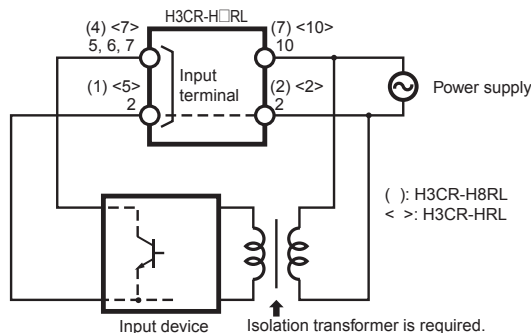 H3CR-H□RL
(4) <7>
5, 6, 7
(7) <10>
10
Input
terminal
(1) <5>
2
(2) <2>
2
Power supply
( ): H3CR-H8RL
< >: H3CR-HRL
Input device
Isolation transformer is required.